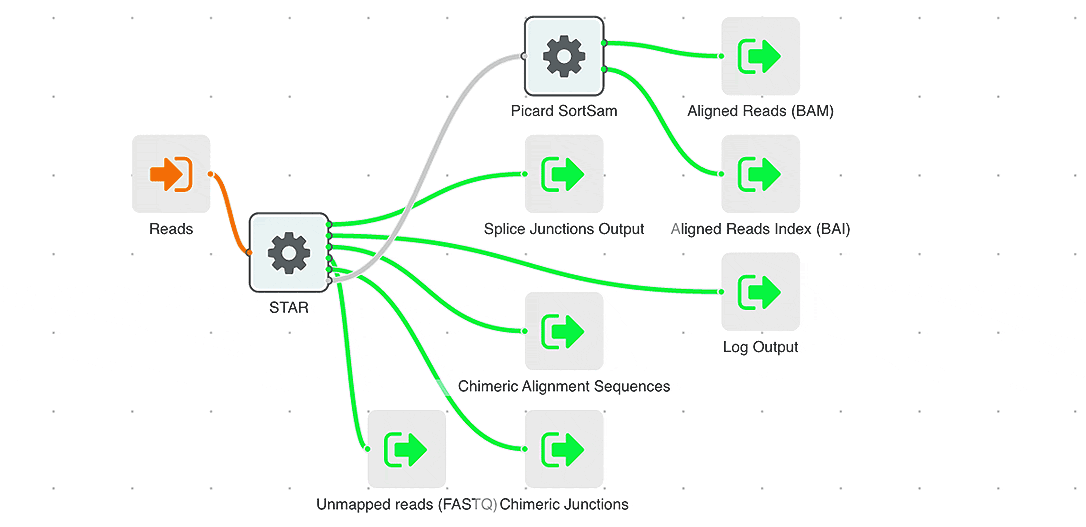 Picard SortSam
Aligned Reads (BAM)
Reads
Splice Junctions Output
Aligned Reads Index (BAI)
STAR
Log Output
Chimeric Alignment Sequences
Unmapped reads (FASTQ)
Chimeric Junctions